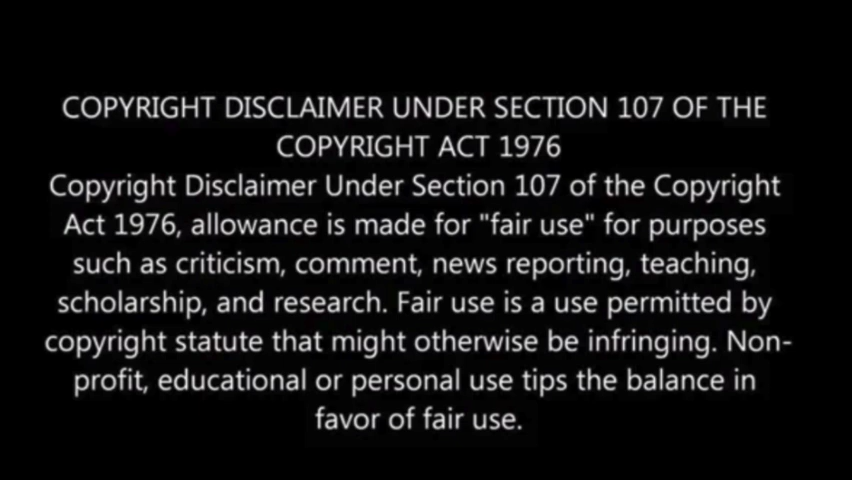 COPYRIGHT DISCLAIMER UNDER SECTION 107 OF THE
COPYRIGHT ACT 1976
Copyright Disclaimer Under Section 107 of the Copyright
Act 1976, allowance is made for "fair use" for purposes
such as criticism, comment, news reporting, teaching,
scholarship, and research. Fair use is a use permitted by
copyright statute that might otherwise be infringing. Non-
profit, educational or personal use tips the balance in
favor of fair use.